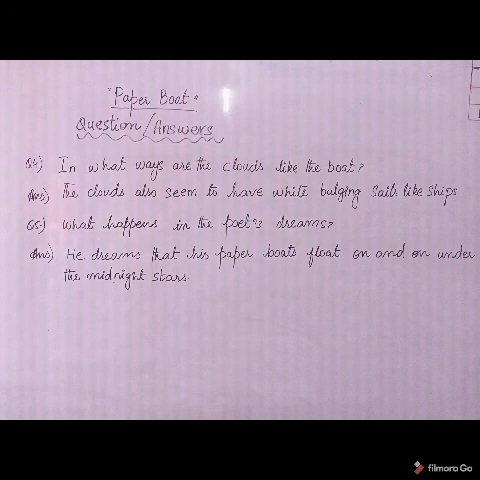 "Paper Boat"
Question/Answers
Q4) In what ways are the clouds like the boat?
Ans) The clouds also seem to have white bulging sails like ships
Q5-) What happens in the poet's dreams?
Ans) He dreams that his paper boats float on and on under
the midnight stars.
filmora Go